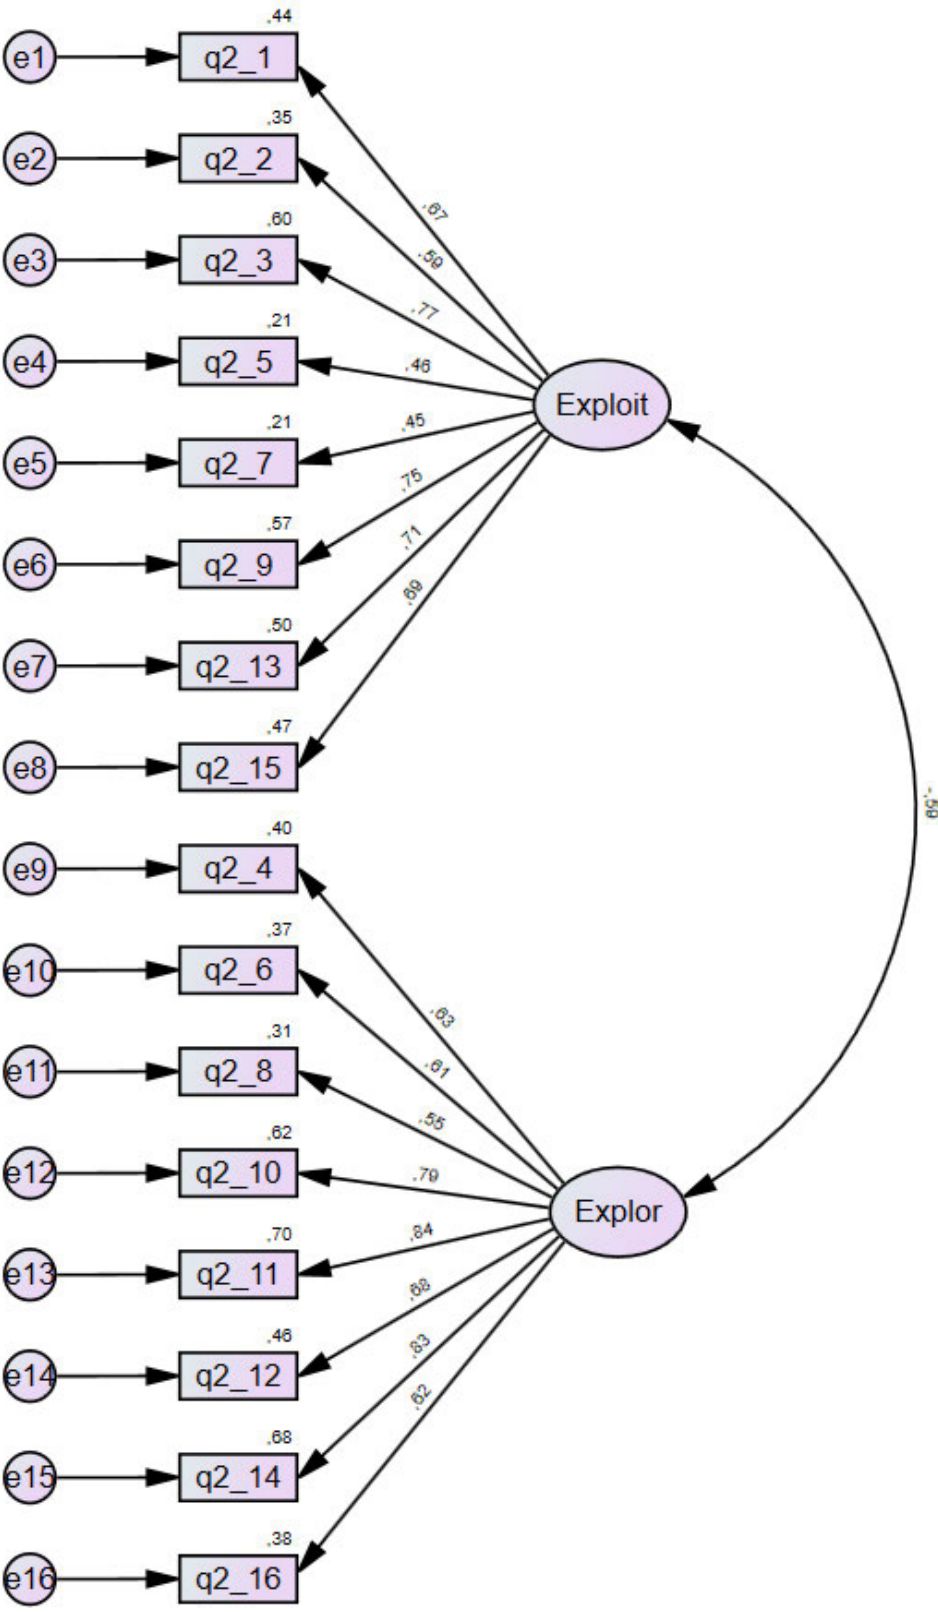 ,44
e1 q2_1
,35
e2 q2_2
,67
,60
e3 q2_3
,59
,77
,21
e4 q2_5
,46
Exploit
,21
e5 q2_7
,45
,75
,57
e6 q2_9
,71
,69
,50
e7 q2_13
,47
e8 q2_15
-,59
,40
e9 q2_4
,37
e10 q2_6
,63
,31
e11 q2_8
,61
,55
,62
e12 q2_10
,79
Explor
,70
e13 q2_11
,84
,68
,46
e14 q2_12
,83
,62
,68
e15 q2_14
,38
e16 q2_16